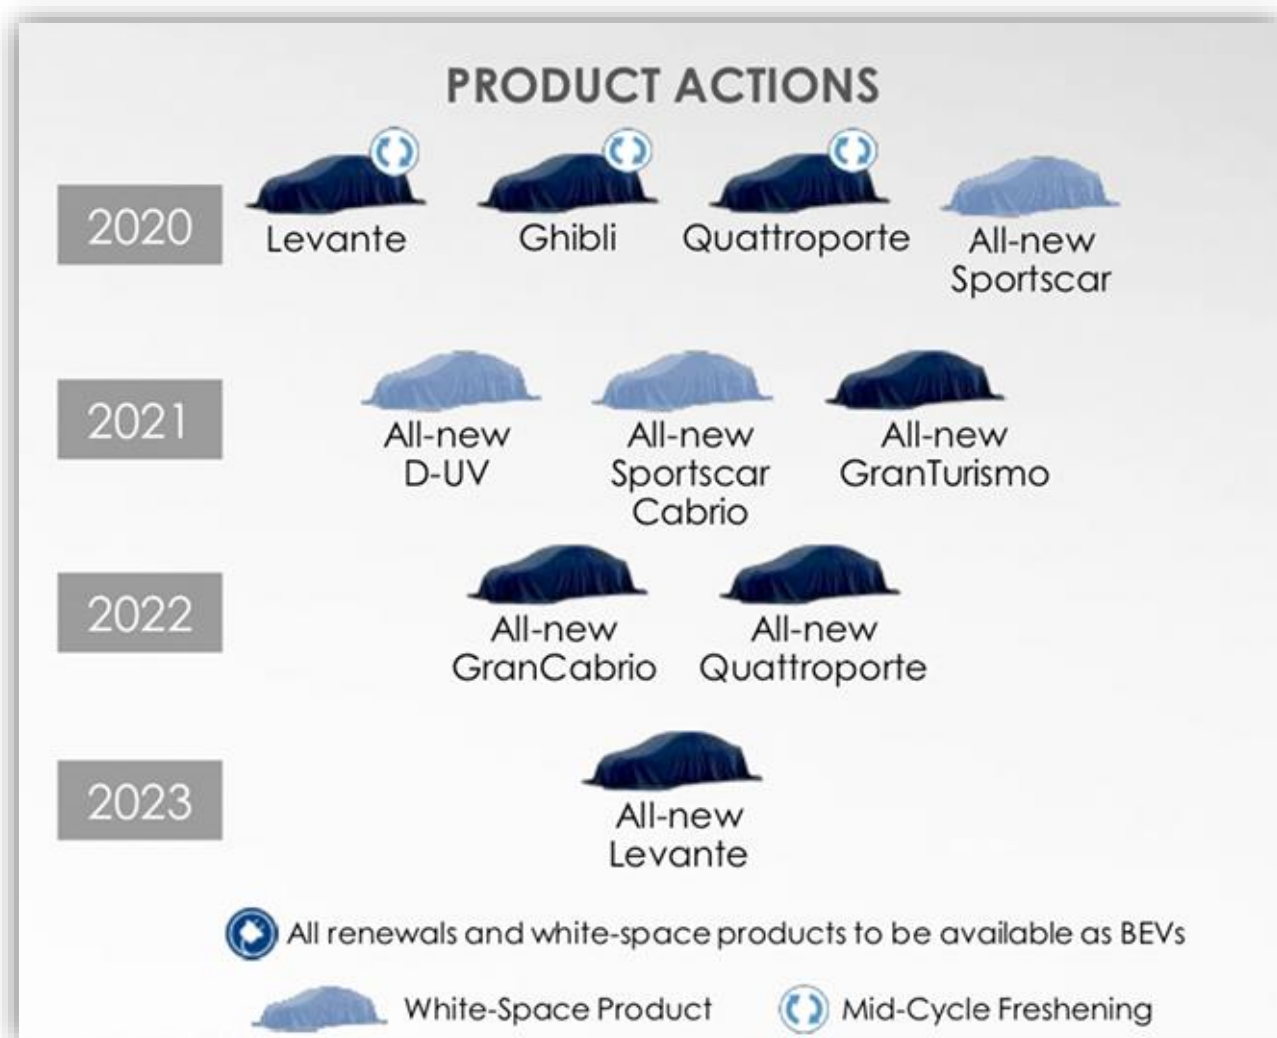 PRODUCT ACTIONS
2020
Levante
Ghibli
Quattroporte
All-new
Sportscar
2021
All-new
D-UV
All-new
Sportscar
Cabrio
All-new
GranTurismo
2022
All-new
GranCabrio
All-new
Quattroporte
2023
All-new
Levante
All renewals and white-space products to be available as BEVs
White-Space Product
Mid-Cycle Freshening